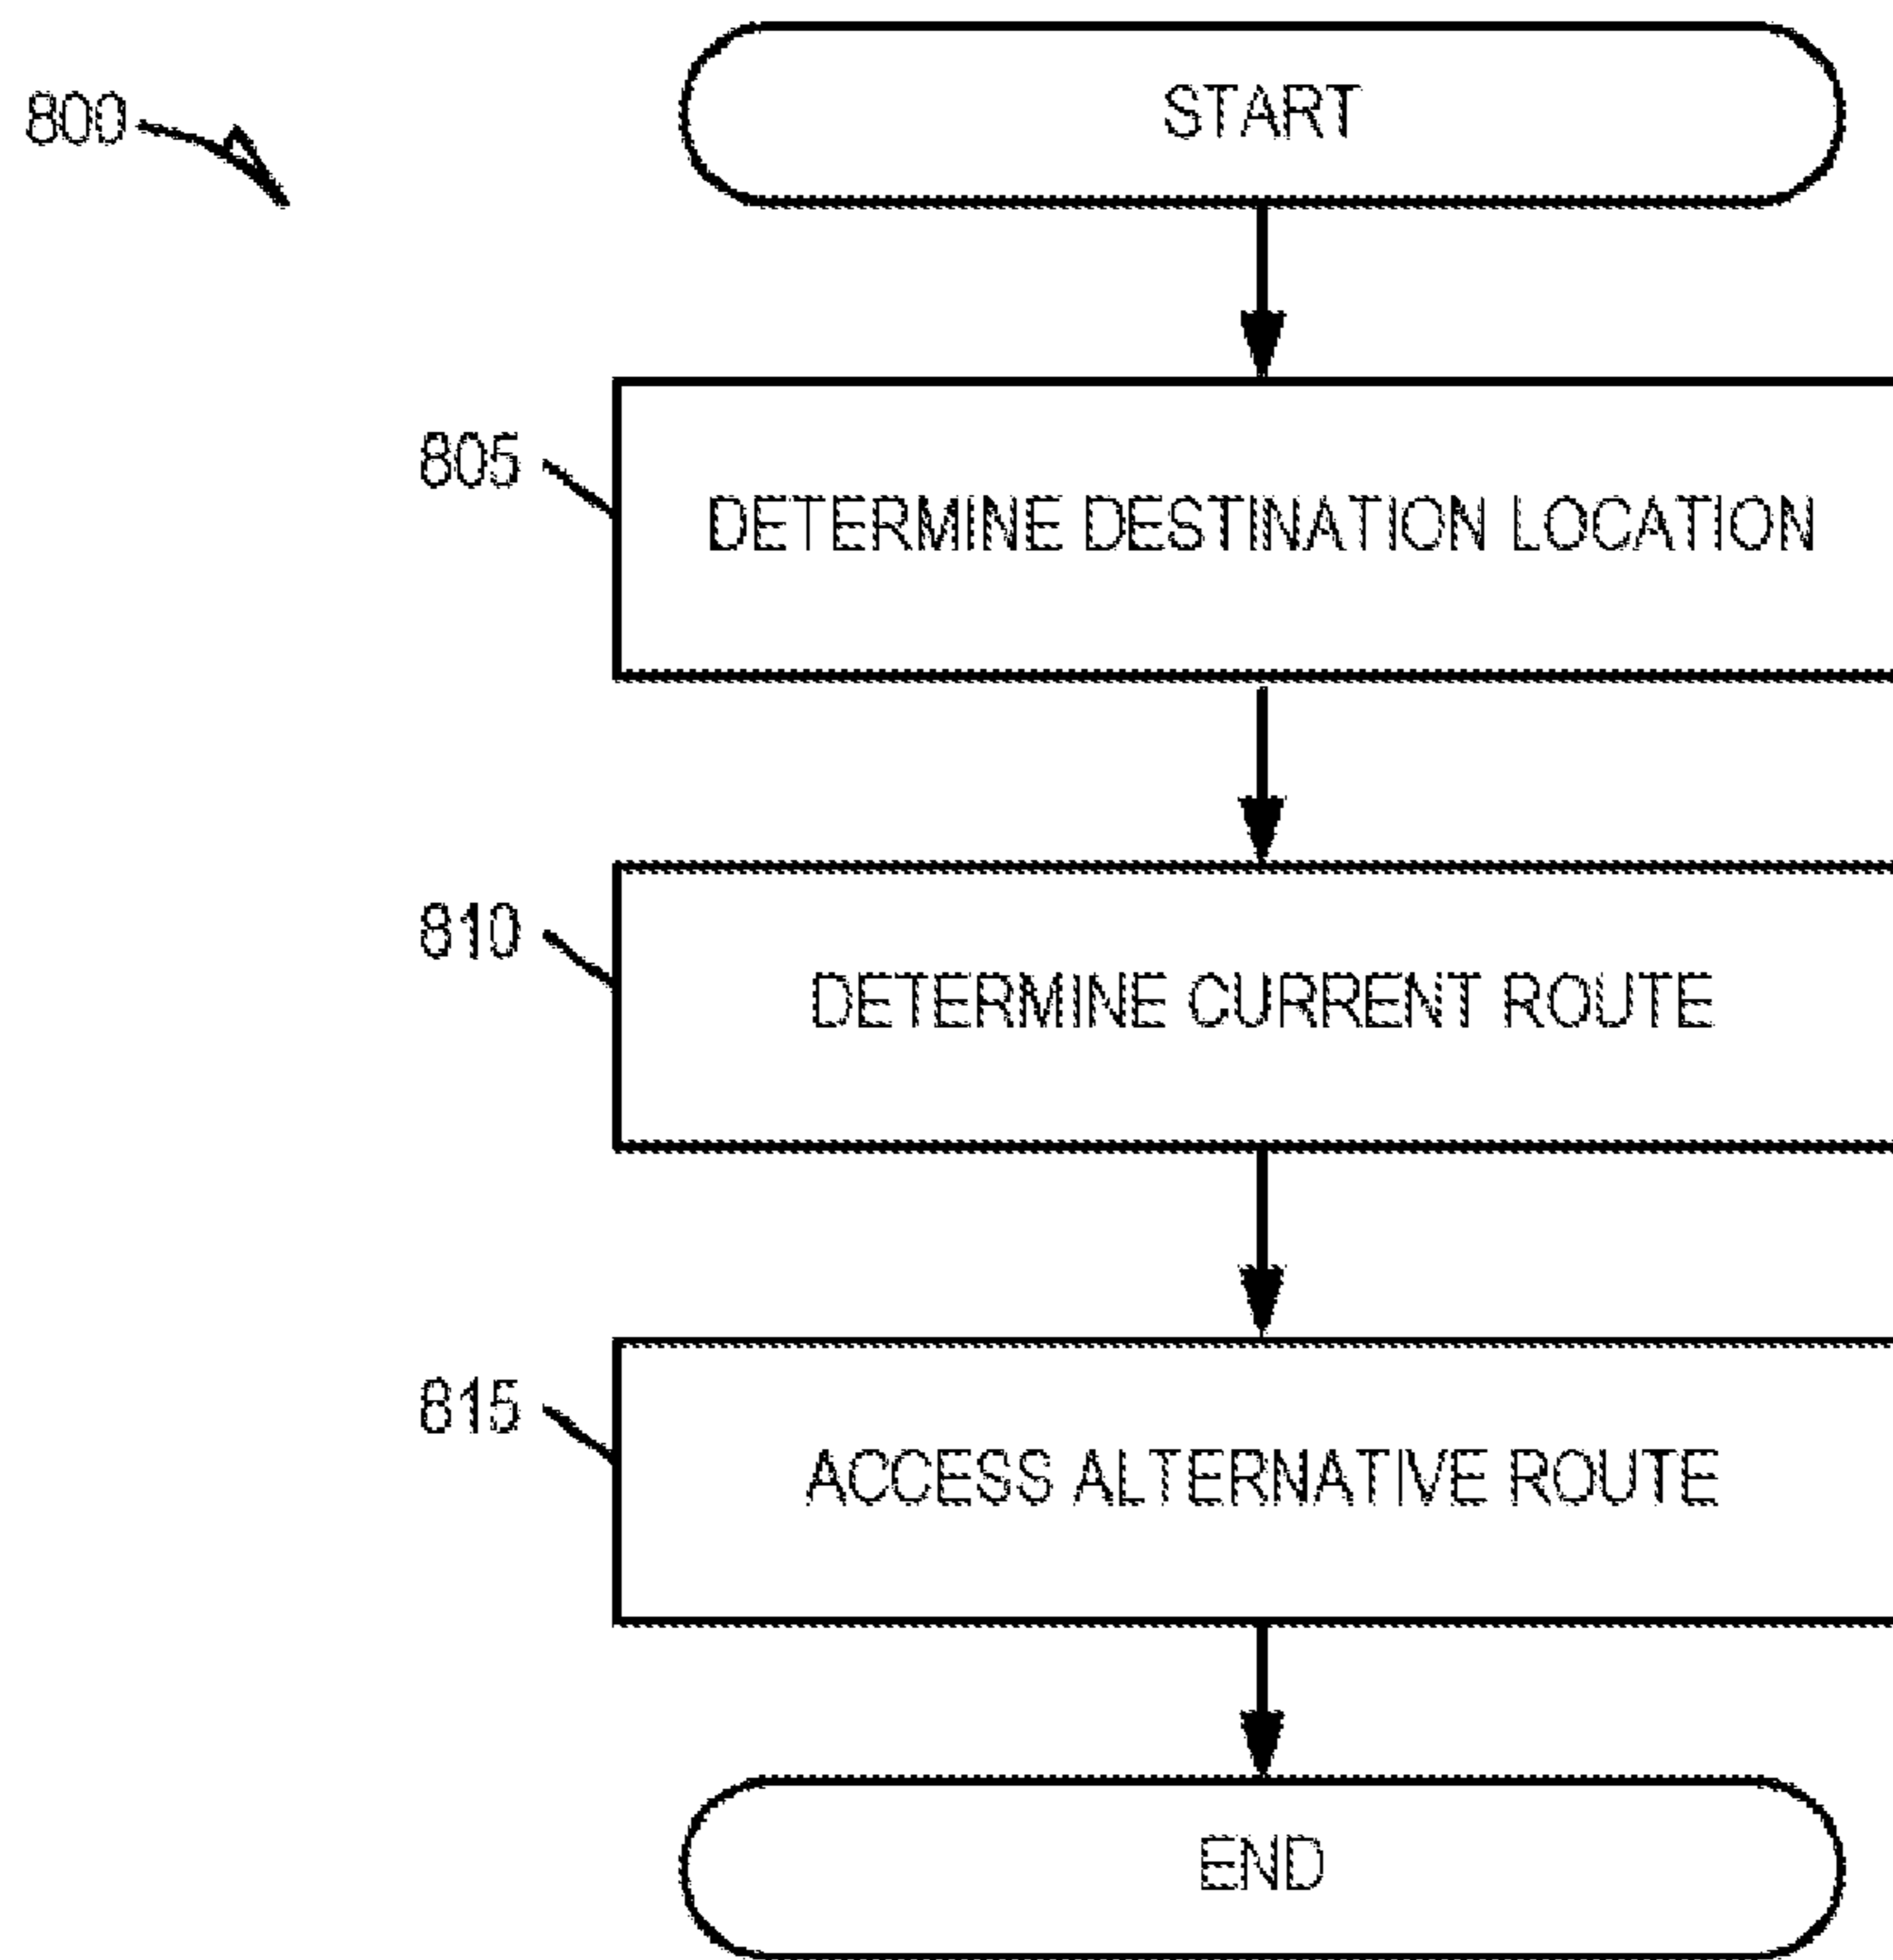 800
START
805
DETERMINE DESTINATION LOCATION
810
DETERMINE CURRENT ROUTE
815
ACCESS ALTERNATIVE ROUTE
END